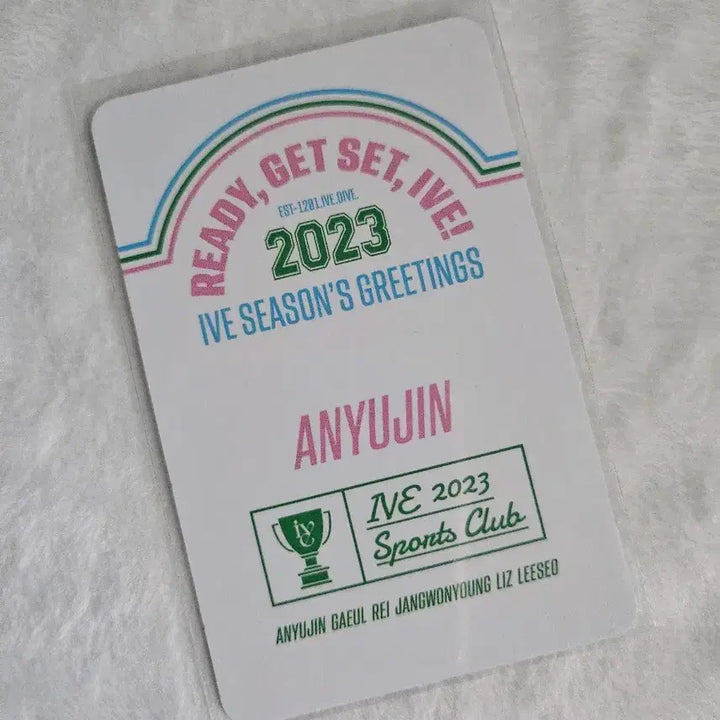 READY, GET SET, IVE!
EST-1201.IVE.DIVE.
2023
IVE SEASON'S GREETINGS
ANYUJIN
IVE
IVE 2023
Sports Club
ANYUJIN GAEUL REI JANGWONYOUNG LIZ LEESEO